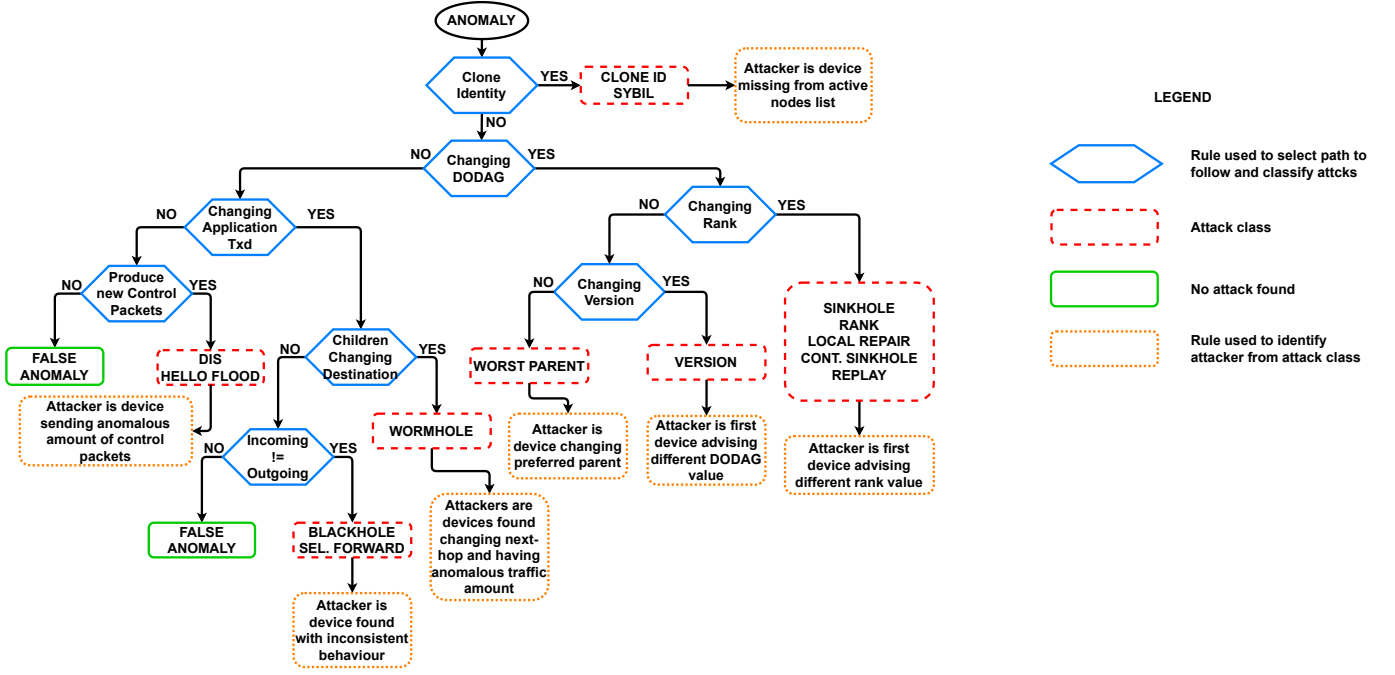 ANOMALY
Clone
Identity
YES
CLONE ID
SYBIL
Attacker is device
missing from active
nodes list
NO
NO
Changing
DODAG
YES
NO
Changing
Application
Txd
YES
NO
Changing
Rank
YES
NO
Produce
new Control
Packets
YES
NO
Changing
Version
YES
FALSE
ANOMALY
DIS
HELLO FLOOD
NO
Children
Changing
Destination
YES
WORST PARENT
VERSION
SINKHOLE
RANK
LOCAL REPAIR
CONT. SINKHOLE
REPLAY
Attacker is device
sending anomalous
amount of control
packets
NO
Incoming
!=
Outgoing
YES
WORMHOLE
Attacker is
device changing
preferred parent
Attacker is first
device advising
different DODAG
value
Attacker is first
device advising
different rank value
FALSE
ANOMALY
BLACKHOLE
SEL. FORWARD
Attackers are
devices found
changing next-
hop and having
anomalous traffic
amount
Attacker is
device found
with inconsistent
behaviour
LEGEND
Rule used to select path to
follow and classify attcks
Attack class
No attack found
Rule used to identify
attacker from attack class